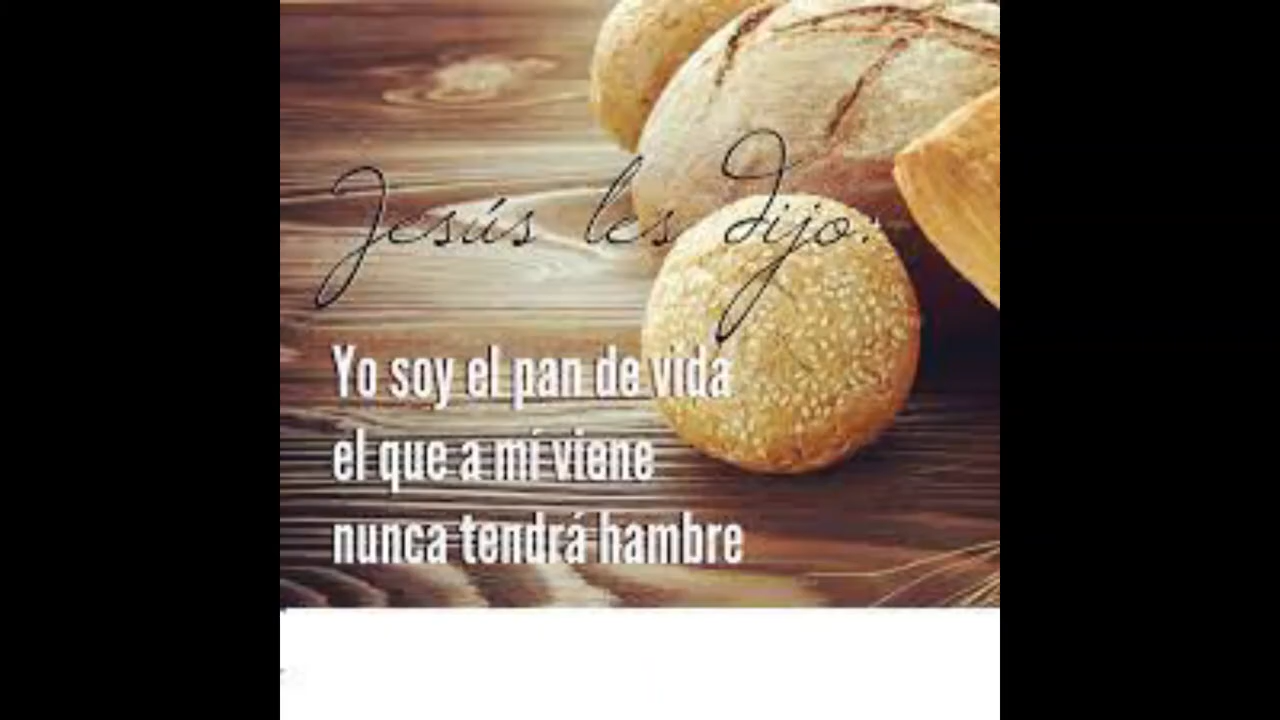 Jesús les Dijo:
Yo soy el pan de vida
el que a mí viene
nunca tendrá hambre